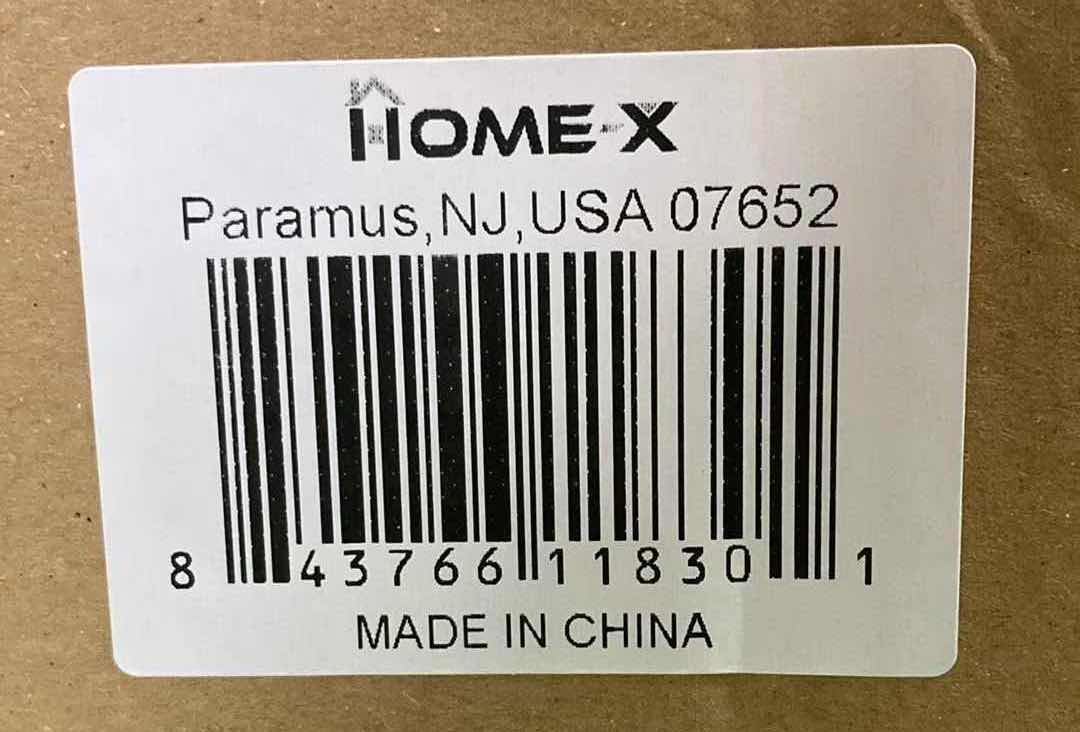 HOME-X
Paramus,NJ,USA 07652
8 43766 11830 1
MADE IN CHINA